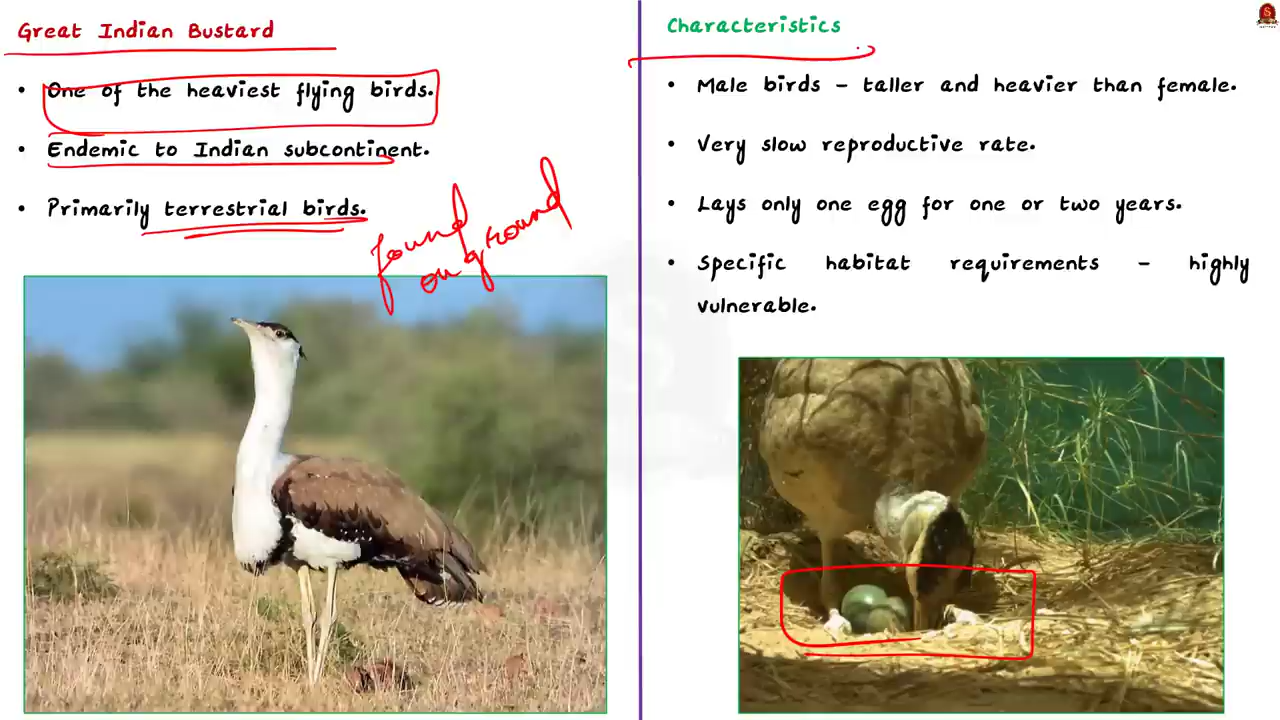 Great Indian Bustard
• One of the heaviest flying birds.
• Endemic to Indian subcontinent.
• Primarily terrestrial birds.
found
on ground
Characteristics
• Male birds – taller and heavier than female.
• Very slow reproductive rate.
• Lays only one egg for one or two years.
• Specific habitat requirements – highly
vulnerable.